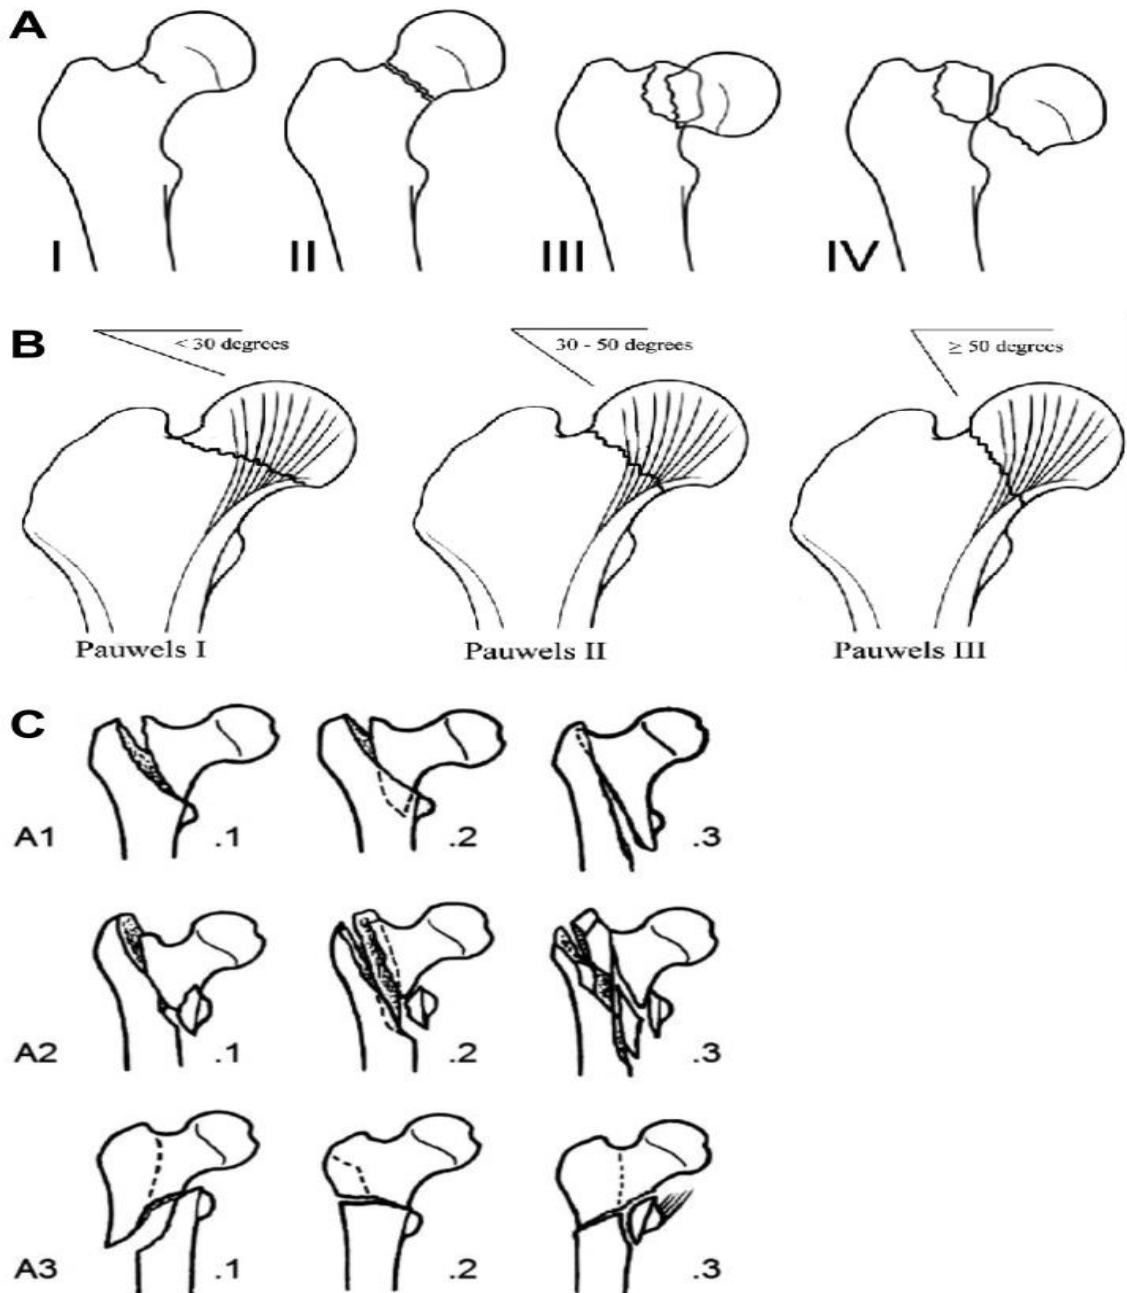 A
I II III IV
B
< 30 degrees 30 - 50 degrees ≥ 50 degrees
Pauwels I Pauwels II Pauwels III
C
A1 .1 .2 .3
A2 .1 .2 .3
A3 .1 .2 .3